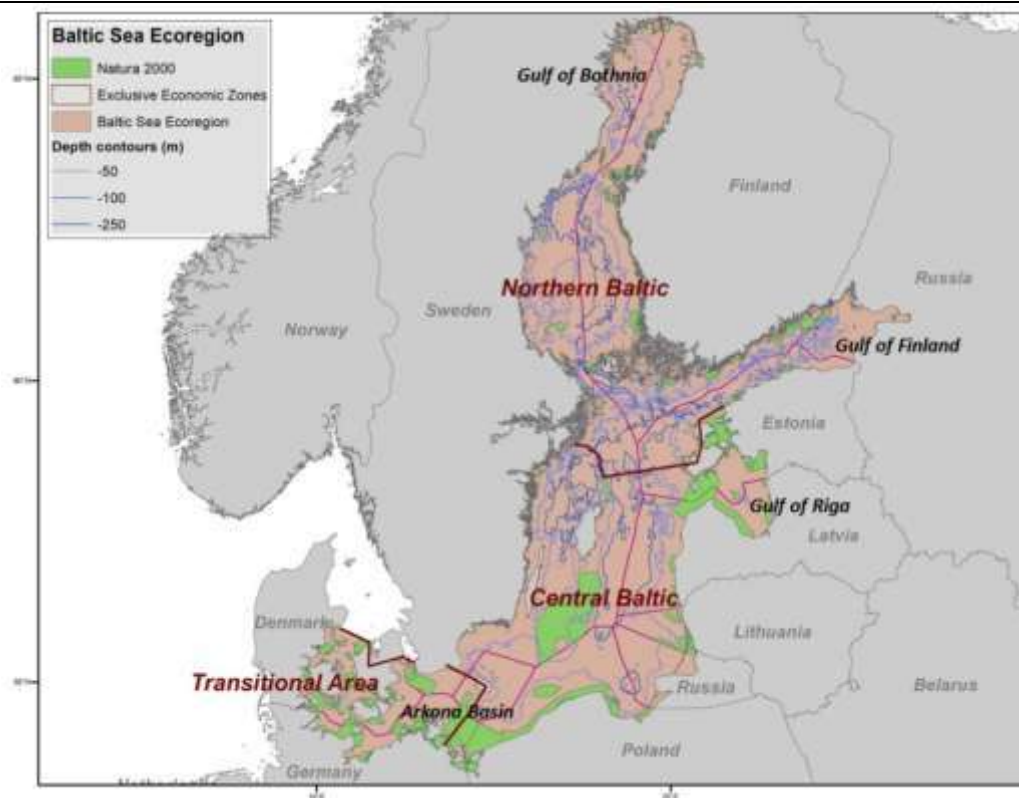 Baltic Sea Ecoregion
Natura 2000
Exclusive Economic Zones
Baltic Sea Ecoregion
Depth contours (m)
-50
-100
-250
Gulf of Bothnia
Finland
Russia
Northern Baltic
Sweden
Norway
Gulf of Finland
Estonia
Gulf of Riga
Latvia
Central Baltic
Denmark
Lithuania
Transitional Area
Russia
Belarus
Arkona Basin
Poland
Germany